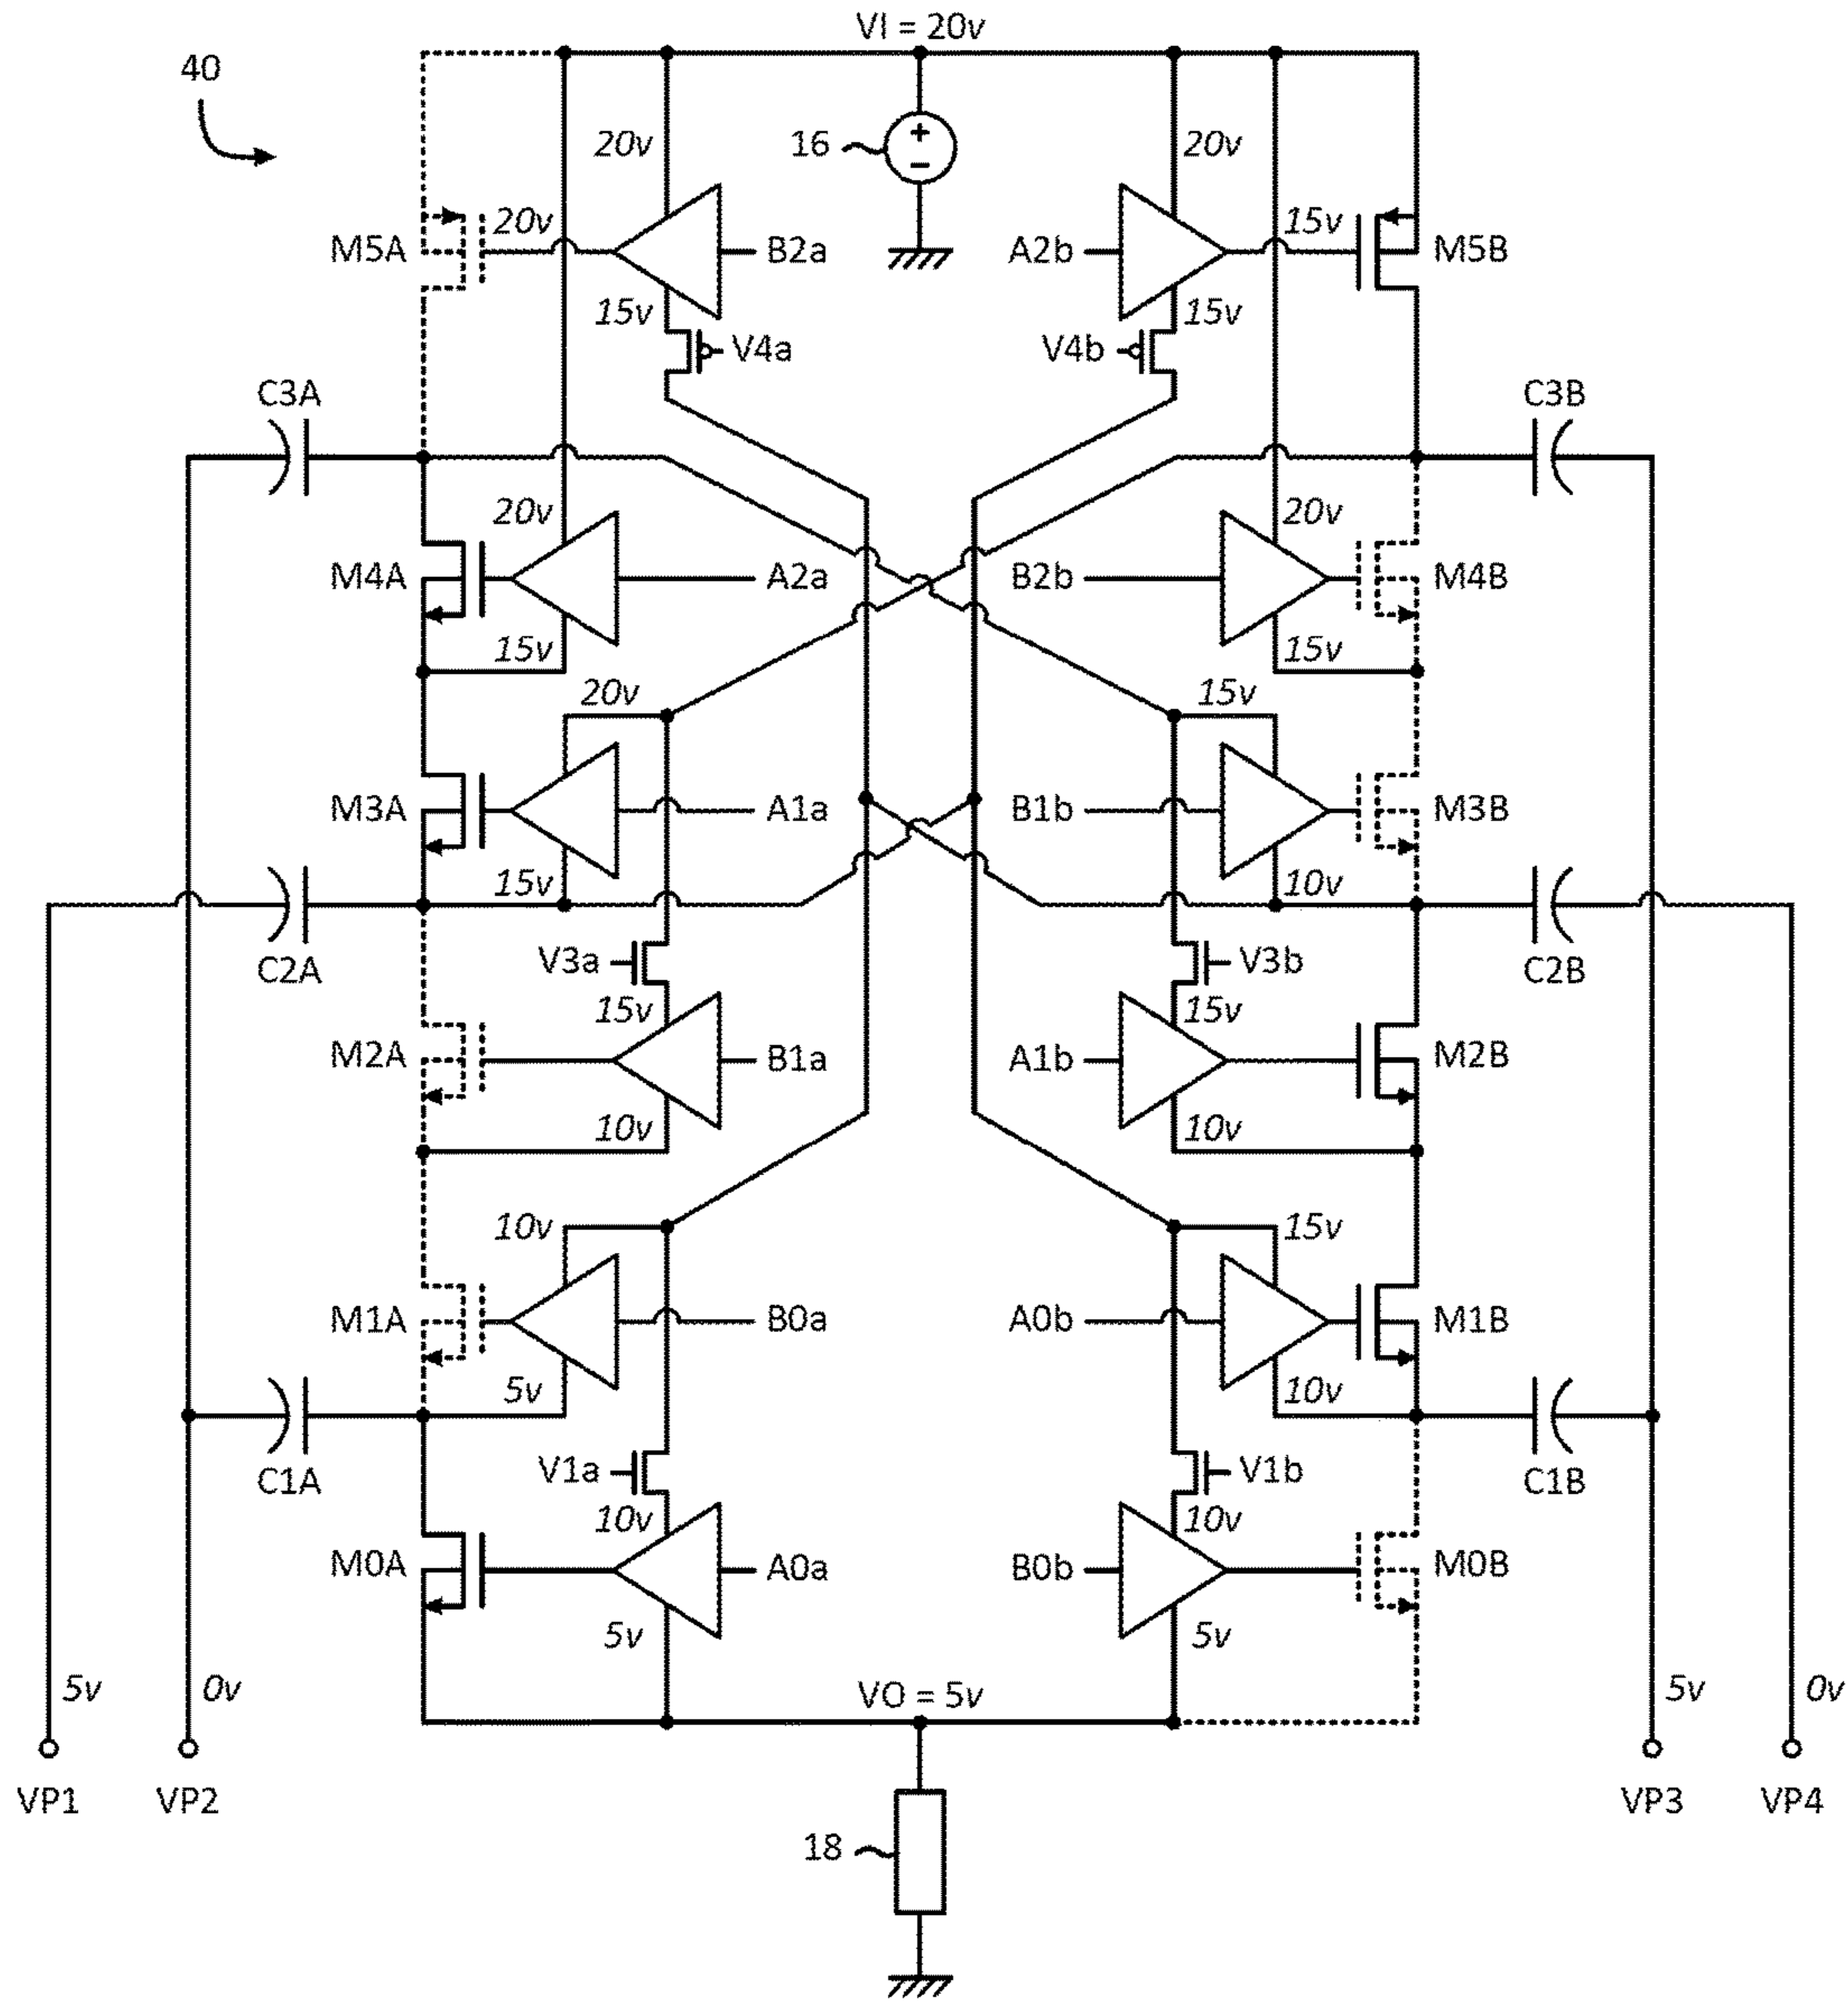 VI = 20v
40
20v
16
20v
M5A
20v
B2a
A2b
15v
M5B
15v
15v
V4a
V4b
C3A
C3B
20v
20v
M4A
A2a
B2b
M4B
15v
15v
20v
15v
M3A
A1a
B1b
M3B
15v
10v
C2A
V3a
V3b
C2B
15v
15v
M2A
B1a
A1b
M2B
10v
10v
10v
15v
M1A
B0a
A0b
M1B
5v
10v
C1A
V1a
V1b
C1B
10v
10v
M0A
A0a
B0b
M0B
5v
5v
5v
0v
VO = 5v
5v
0v
VP1
VP2
VP3
VP4
18